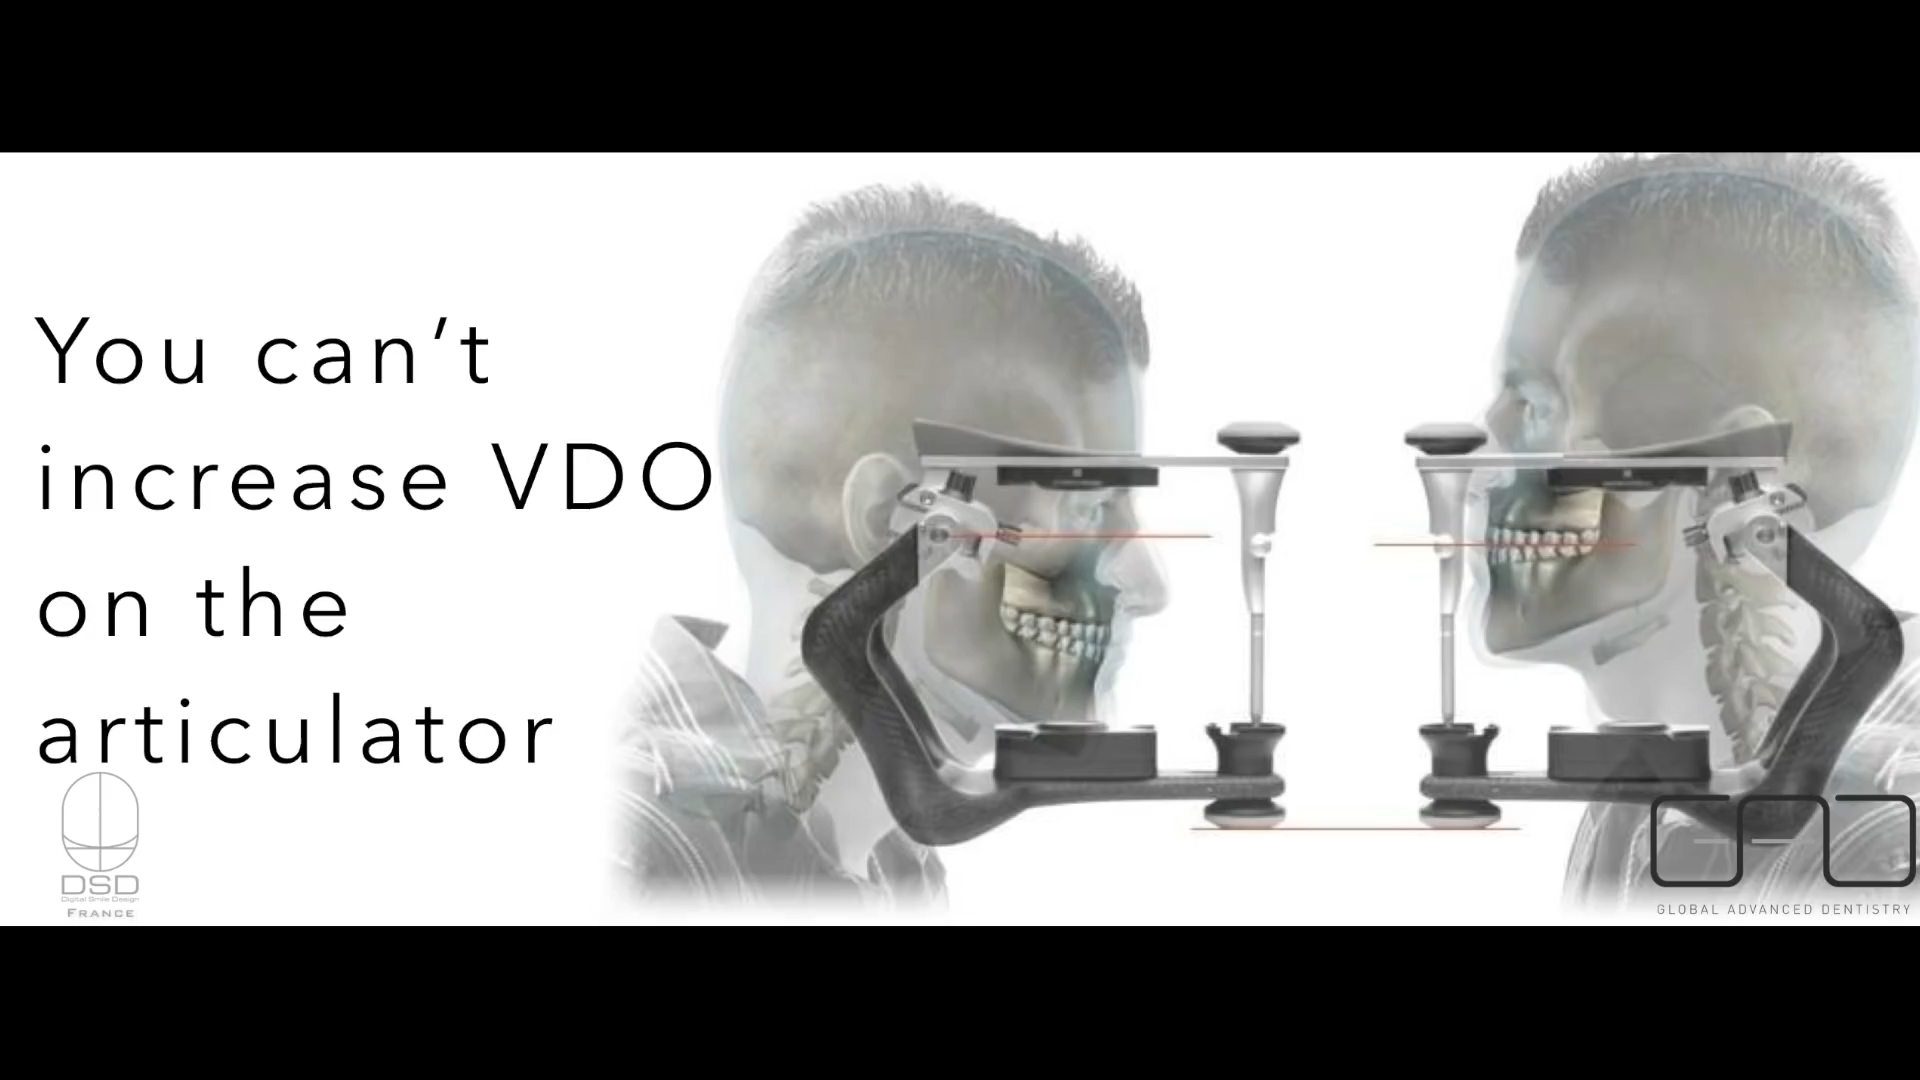 You can’t
increase VDO
on the
articulator
DSD
Digital Smile Design
FRANCE
GLOBAL ADVANCED DENTISTRY